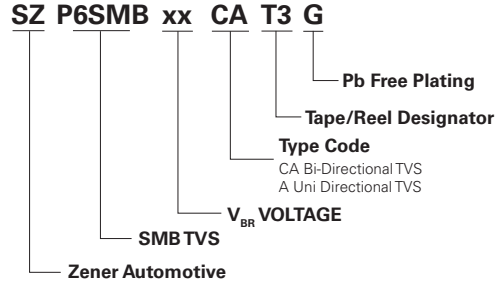 SZ P6SMB xx CA T3 G
Pb Free Plating
Tape/Reel Designator
Type Code
CA Bi-Directional TVS
A Uni Directional TVS
VBR VOLTAGE
SMB TVS
Zener Automotive